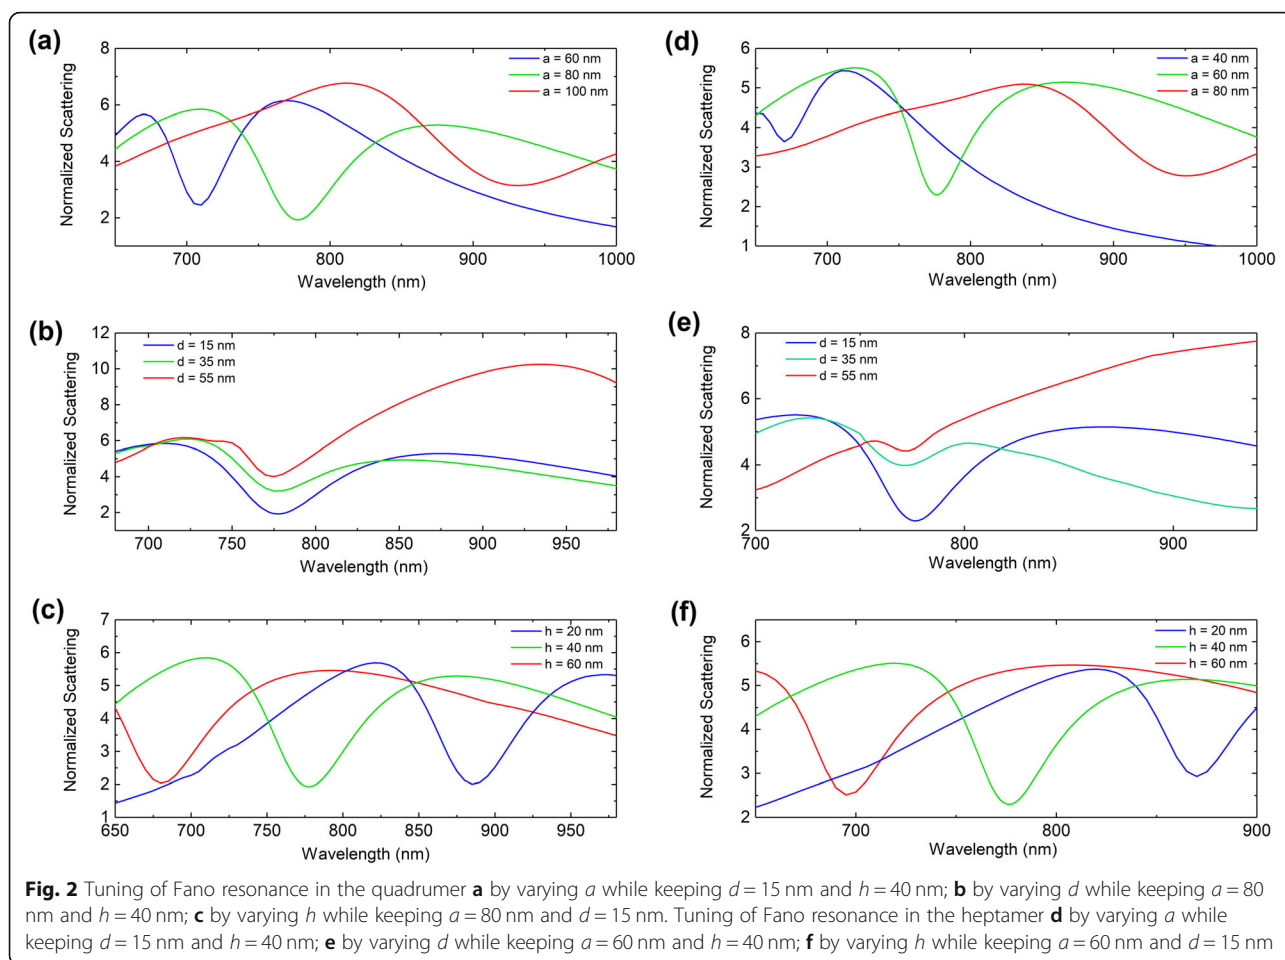 (a)
a = 60 nm
a = 80 nm
a = 100 nm
Normalized Scattering
8
6
4
2
700
800
900
1000
Wavelength (nm)
(d)
a = 40 nm
a = 60 nm
a = 80 nm
Normalized Scattering
6
5
4
3
2
1
700
800
900
1000
Wavelength (nm)
(b)
d = 15 nm
d = 35 nm
d = 55 nm
Normalized Scattering
12
10
8
6
4
2
700
750
800
850
900
950
Wavelength (nm)
(e)
d = 15 nm
d = 35 nm
d = 55 nm
Normalized Scattering
8
6
4
2
700
800
900
Wavelength (nm)
(c)
h = 20 nm
h = 40 nm
h = 60 nm
Normalized Scattering
7
6
5
4
3
2
1
650
700
750
800
850
900
950
Wavelength (nm)
(f)
h = 20 nm
h = 40 nm
h = 60 nm
Normalized Scattering
6
5
4
3
2
700
800
900
Wavelength (nm)
Fig. 2 Tuning of Fano resonance in the quadrumer a by varying a while keeping d = 15 nm and h = 40 nm; b by varying d while keeping a = 80
nm and h = 40 nm; c by varying h while keeping a = 80 nm and d = 15 nm. Tuning of Fano resonance in the heptamer d by varying a while
keeping d = 15 nm and h = 40 nm; e by varying d while keeping a = 60 nm and h = 40 nm; f by varying h while keeping a = 60 nm and d = 15 nm